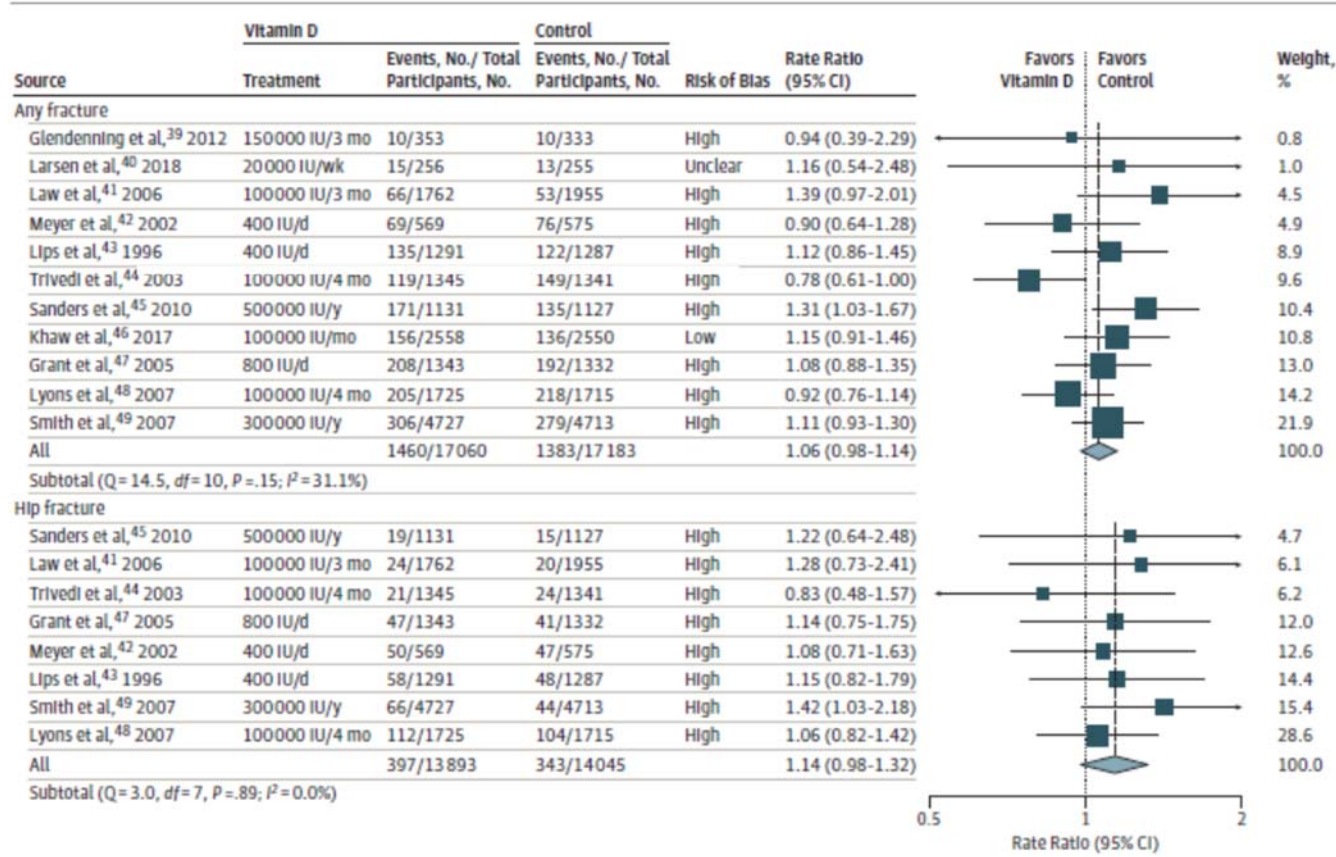 Vitamin D Control
Events, No./ Total Events, No./ Total Rate Ratio Favors Favors Weight,
Source Treatment Participants, No. Participants, No. Risk of Bias (95% CI) Vitamin D Control %
Any fracture
Glendenning et al,39 2012 150000 IU/3 mo 10/353 10/333 High 0.94 (0.39-2.29) 0.8
Larsen et al,40 2018 20000 IU/wk 15/256 13/255 Unclear 1.16 (0.54-2.48) 1.0
Law et al,41 2006 100000 IU/3 mo 66/1762 53/1955 High 1.39 (0.97-2.01) 4.5
Meyer et al,42 2002 400 IU/d 69/569 76/575 High 0.90 (0.64-1.28) 4.9
Lips et al,43 1996 400 IU/d 135/1291 122/1287 High 1.12 (0.86-1.45) 8.9
Trivedi et al,44 2003 100000 IU/4 mo 119/1345 149/1341 High 0.78 (0.61-1.00) 9.6
Sanders et al,45 2010 500000 IU/y 171/1131 135/1127 High 1.31 (1.03-1.67) 10.4
Khaw et al,46 2017 100000 IU/mo 156/2558 136/2550 Low 1.15 (0.91-1.46) 10.8
Grant et al,47 2005 800 IU/d 208/1343 192/1332 High 1.08 (0.88-1.35) 13.0
Lyons et al,48 2007 100000 IU/4 mo 205/1725 218/1715 High 0.92 (0.76-1.14) 14.2
Smith et al,49 2007 300000 IU/y 306/4727 279/4713 High 1.11 (0.93-1.30) 21.9
All 1460/17060 1383/17183 1.06 (0.98-1.14) 100.0
Subtotal (Q = 14.5, df = 10, P = .15; I² = 31.1%)
Hip fracture
Sanders et al,45 2010 500000 IU/y 19/1131 15/1127 High 1.22 (0.64-2.48) 4.7
Law et al,41 2006 100000 IU/3 mo 24/1762 20/1955 High 1.28 (0.73-2.41) 6.1
Trivedi et al,44 2003 100000 IU/4 mo 21/1345 24/1341 High 0.83 (0.48-1.57) 6.2
Grant et al,47 2005 800 IU/d 47/1343 41/1332 High 1.14 (0.75-1.75) 12.0
Meyer et al,42 2002 400 IU/d 50/569 47/575 High 1.08 (0.71-1.63) 12.6
Lips et al,43 1996 400 IU/d 58/1291 48/1287 High 1.15 (0.82-1.79) 14.4
Smith et al,49 2007 300000 IU/y 66/4727 44/4713 High 1.42 (1.03-2.18) 15.4
Lyons et al,48 2007 100000 IU/4 mo 112/1725 104/1715 High 1.06 (0.82-1.42) 28.6
All 397/13893 343/14045 1.14 (0.98-1.32) 100.0
Subtotal (Q = 3.0, df = 7, P = .89; I² = 0.0%)
0.5 1 2
Rate Ratio (95% CI)